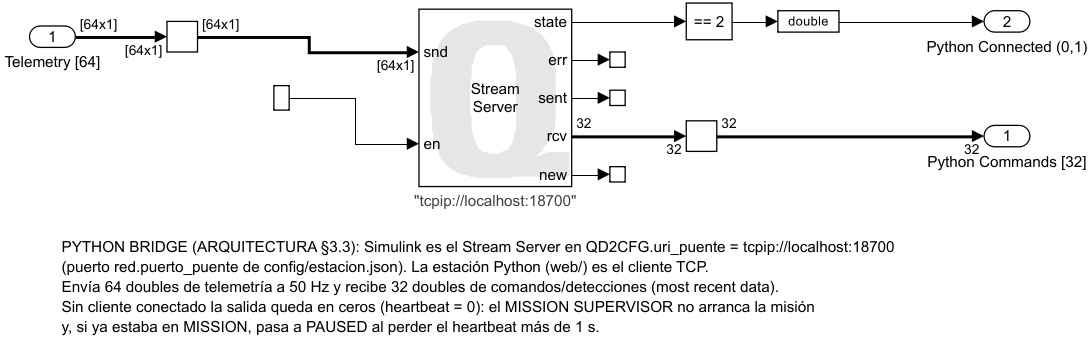 1
Telemetry [64]
[64x1]
[64x1]
[64x1]
[64x1]
snd
en
Stream
Server
state
err
sent
rcv
new
"tcpip://localhost:18700"
== 2
double
2
Python Connected (0,1)
32
32
32
32
1
Python Commands [32]
PYTHON BRIDGE (ARQUITECTURA §3.3): Simulink es el Stream Server en QD2CFG.uri_puente = tcpip://localhost:18700
(puerto red.puerto_puente de config/estacion.json). La estación Python (web/) es el cliente TCP.
Envía 64 doubles de telemetría a 50 Hz y recibe 32 doubles de comandos/detecciones (most recent data).
Sin cliente conectado la salida queda en ceros (heartbeat = 0): el MISSION SUPERVISOR no arranca la misión
y, si ya estaba en MISSION, pasa a PAUSED al perder el heartbeat más de 1 s.